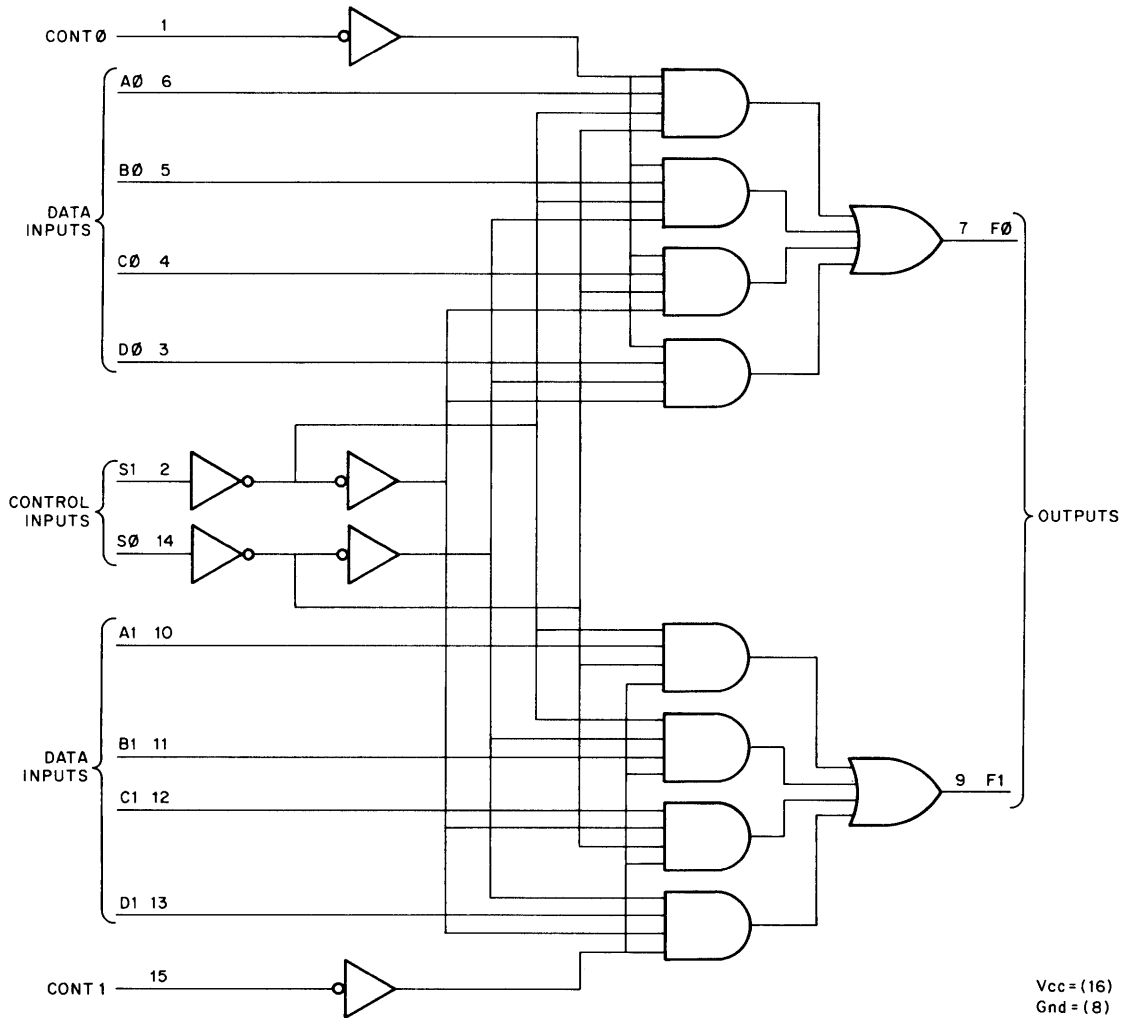 CONTØ 1
AØ 6
BØ 5
DATA
INPUTS
CØ 4
DØ 3
7 FØ
S1 2
CONTROL
INPUTS
SØ 14
OUTPUTS
A1 10
B1 11
DATA
INPUTS
C1 12
D1 13
9 F1
CONT 1 15
Vcc = (16)
Gnd = (8)